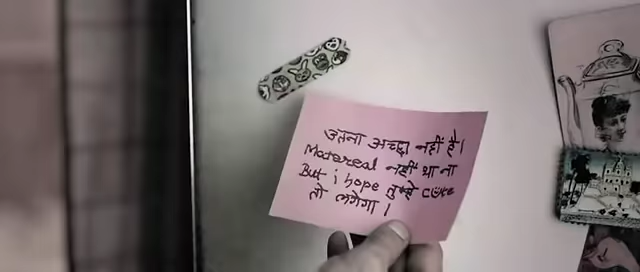 उतना अच्छा नहीं है।
Matereal नहीं था ना
But i hope तुम्हे cute
तो लगेगा।